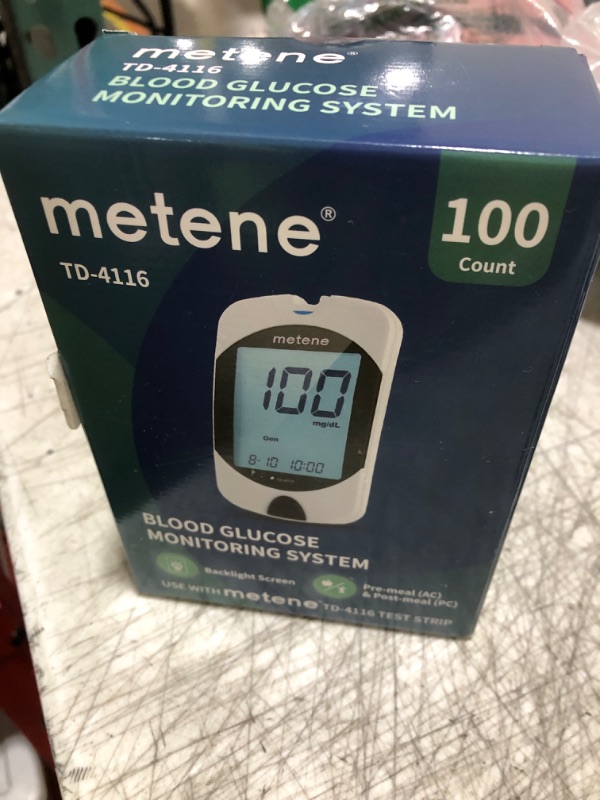 metene®
TD-4116
BLOOD GLUCOSE
MONITORING SYSTEM
metene®
TD-4116
100
Count
metene
100
mg/dL
Gen
8-10 10:00
BLOOD GLUCOSE
MONITORING SYSTEM
Backlight Screen
Pre-meal (AC)
& Post-meal (PC)
USE WITH metene® TD-4116 TEST STRIP